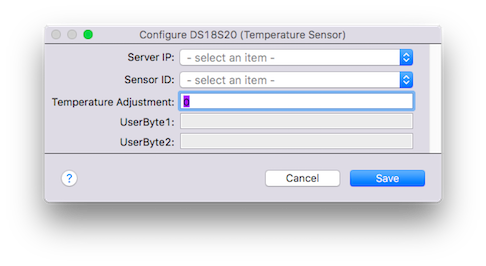 Configure DS18S20 (Temperature Sensor)
Server IP: - select an item -
Sensor ID: - select an item -
Temperature Adjustment: 0
UserByte1:
UserByte2:
? Cancel Save